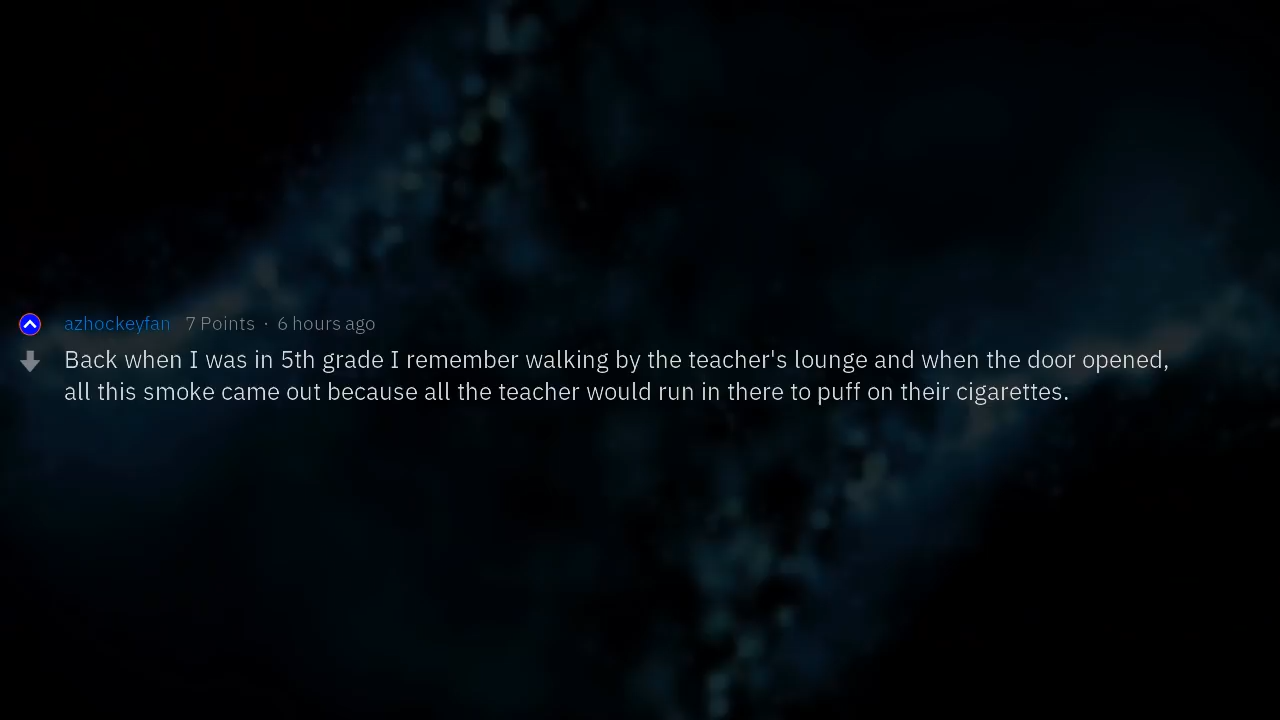 azhockeyfan 7 Points · 6 hours ago
Back when I was in 5th grade I remember walking by the teacher's lounge and when the door opened,
all this smoke came out because all the teacher would run in there to puff on their cigarettes.